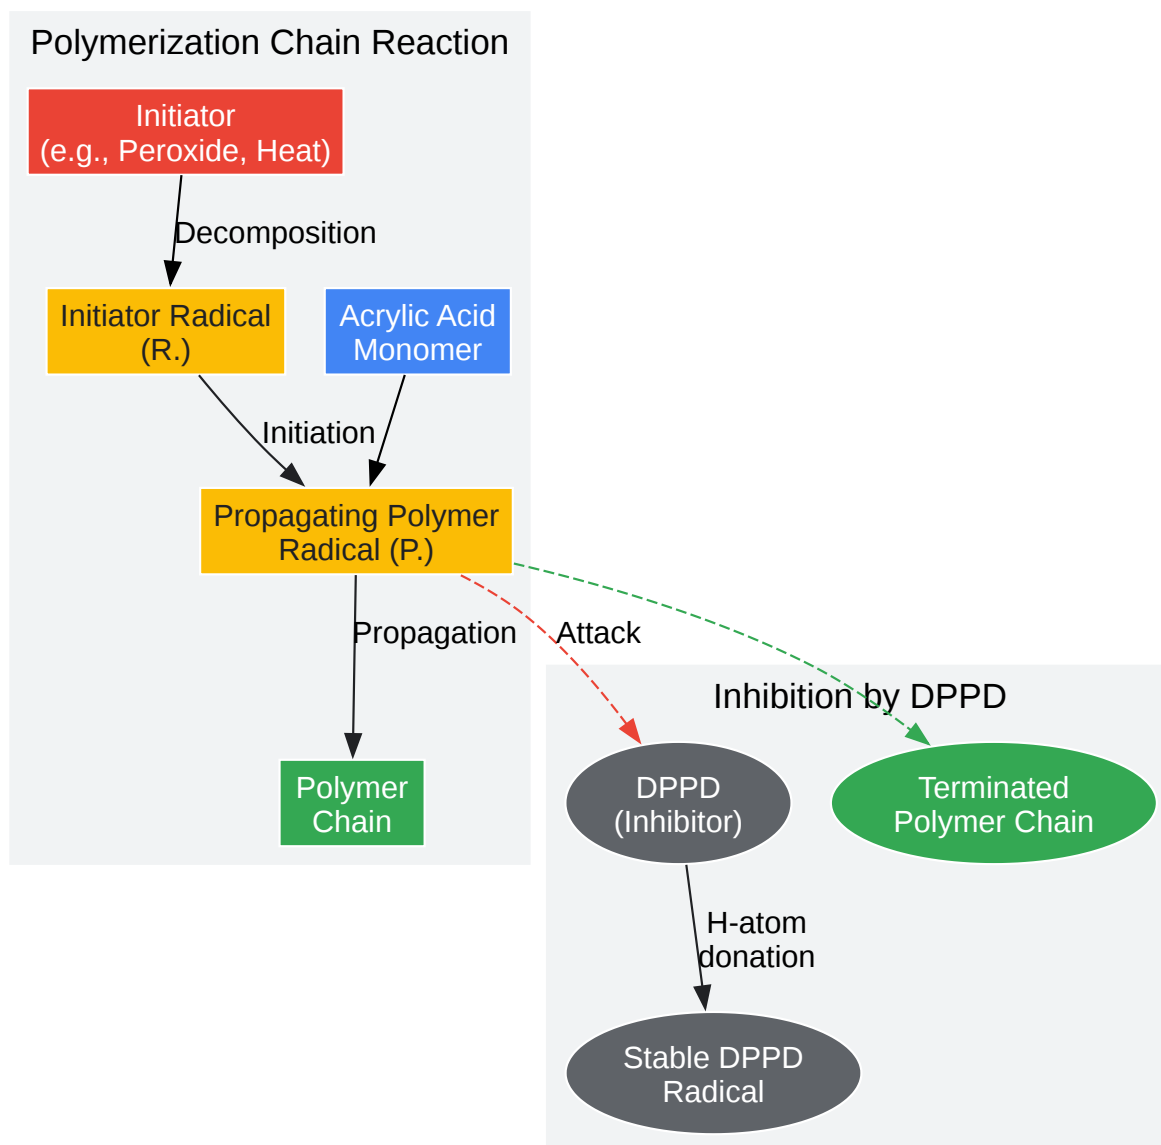 Polymerization Chain Reaction
Initiator
(e.g., Peroxide, Heat)
Decomposition
Initiator Radical
(R.)
Acrylic Acid
Monomer
Initiation
Propagating Polymer
Radical (P.)
Propagation
Attack
Polymer
Chain
Inhibition by DPPD
DPPD
(Inhibitor)
Terminated
Polymer Chain
H-atom
donation
Stable DPPD
Radical